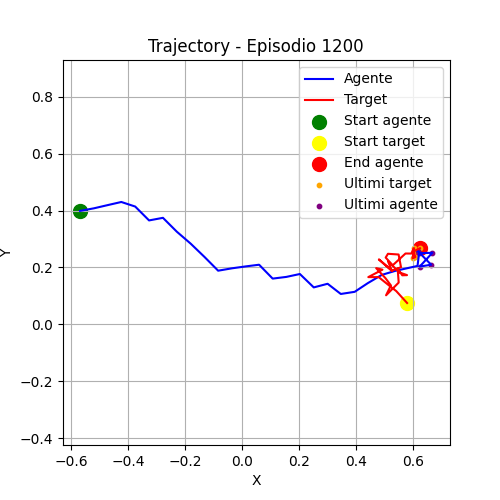 Trajectory - Episodio 1200
Agente
Target
Start agente
Start target
End agente
Ultimi target
Ultimi agente
0.8
0.6
0.4
0.2
0.0
−0.2
−0.4
Y
−0.6
−0.4
−0.2
0.0
0.2
0.4
0.6
X